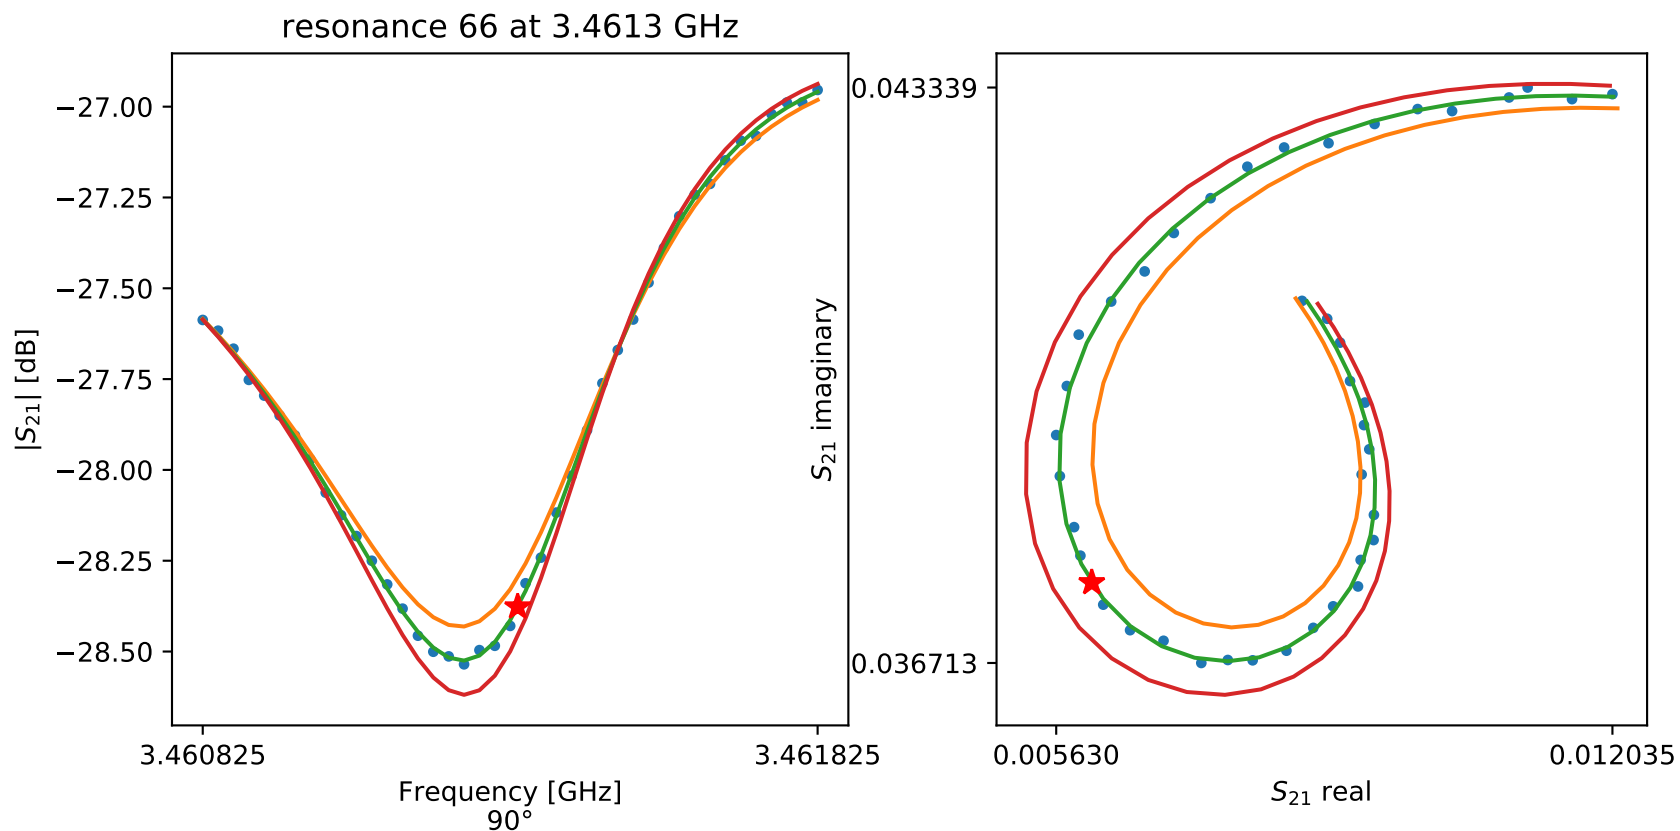 resonance 66 at 3.4613 GHz
−27.00
−27.25
−27.50
−27.75
−28.00
−28.25
−28.50
|S21| [dB]
3.460825
3.461825
Frequency [GHz]
90°
0.043339
0.036713
S21 imaginary
0.005630
0.012035
S21 real